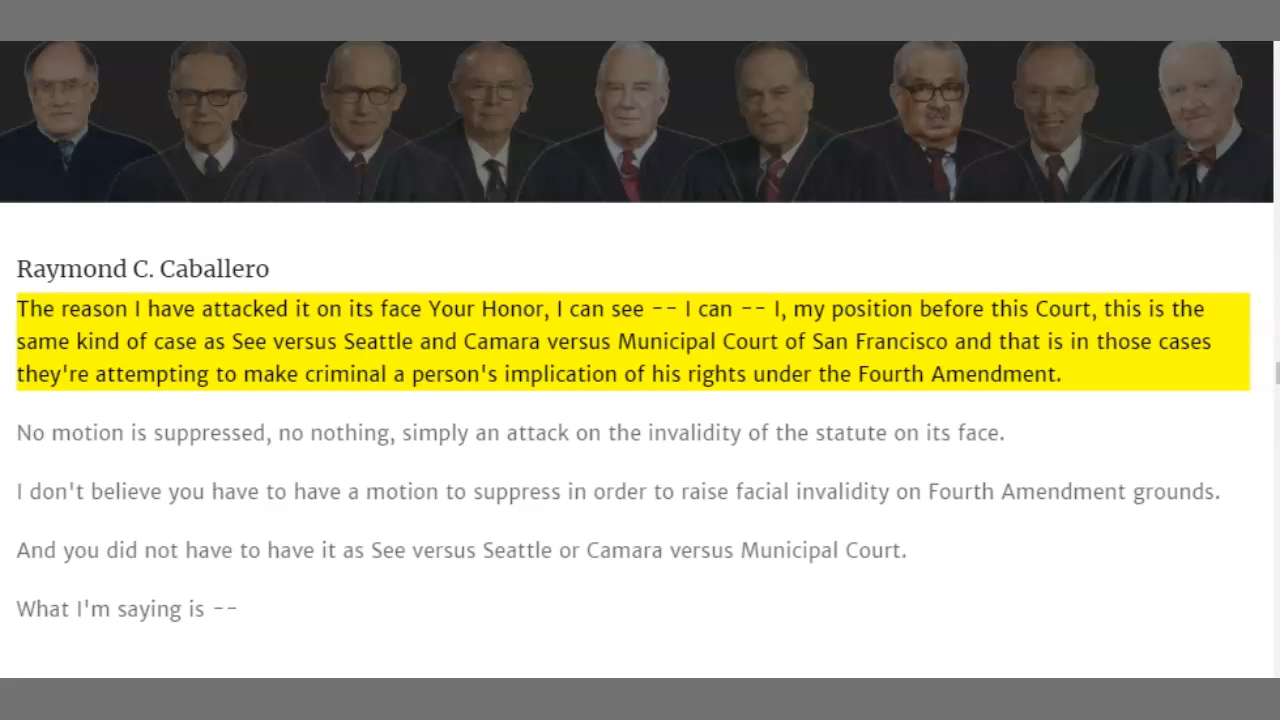 Raymond C. Caballero
The reason I have attacked it on its face Your Honor, I can see -- I can -- I, my position before this Court, this is the
same kind of case as See versus Seattle and Camara versus Municipal Court of San Francisco and that is in those cases
they're attempting to make criminal a person's implication of his rights under the Fourth Amendment.
No motion is suppressed, no nothing, simply an attack on the invalidity of the statute on its face.
I don't believe you have to have a motion to suppress in order to raise facial invalidity on Fourth Amendment grounds.
And you did not have to have it as See versus Seattle or Camara versus Municipal Court.
What I'm saying is --